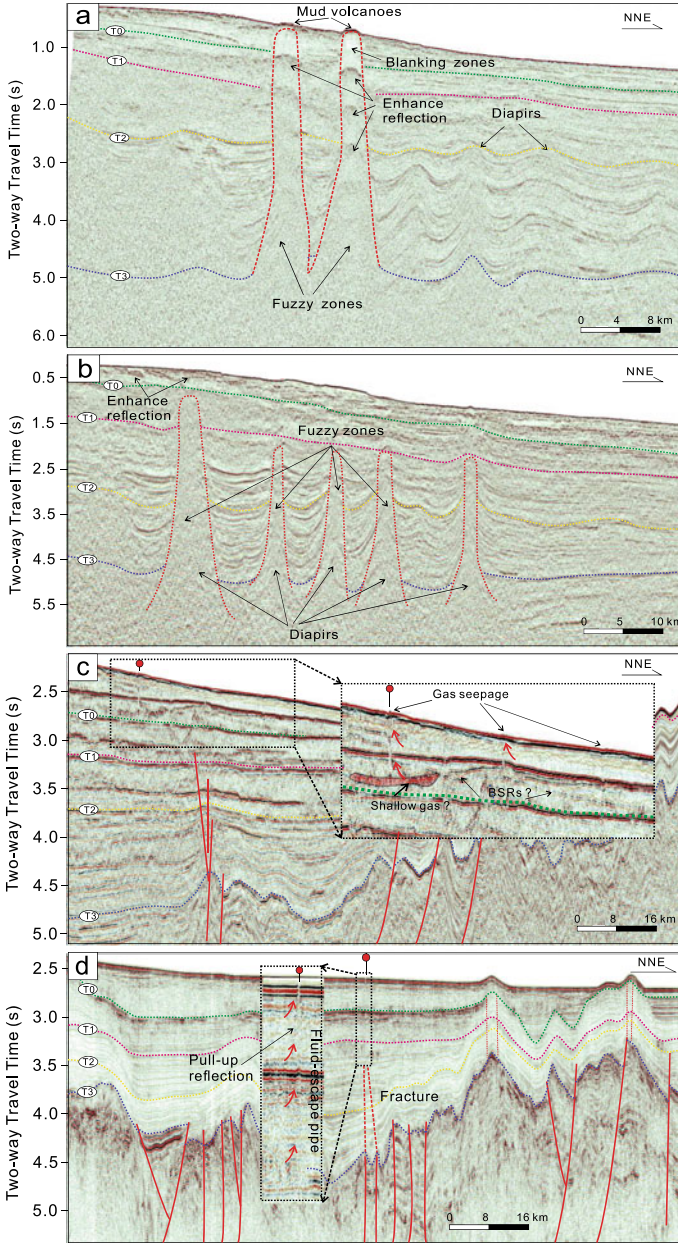 a
Mud volcanoes
NNE
T0
1.0
Blanking zones
T1
2.0
Enhance
reflection
Diapirs
T2
3.0
4.0
T3
5.0
Fuzzy zones
6.0
0 4 8 km
Two-way Travel Time (s)
b
NNE
0.5
T0
Enhance
reflection
1.5
T1
Fuzzy zones
2.5
T2
3.5
4.5
T3
5.5
Diapirs
0 5 10 km
Two-way Travel Time (s)
c
NNE
2.5
Gas seepage
T0
3.0
T1
BSRs ?
Shallow gas ?
3.5
T2
4.0
4.5
T3
5.0
0 8 16 km
Two-way Travel Time (s)
d
NNE
2.5
T0
3.0
T1
Pull-up
reflection
Fluid-escape pipe
3.5
T2
T3
Fracture
4.0
4.5
5.0
0 8 16 km
Two-way Travel Time (s)